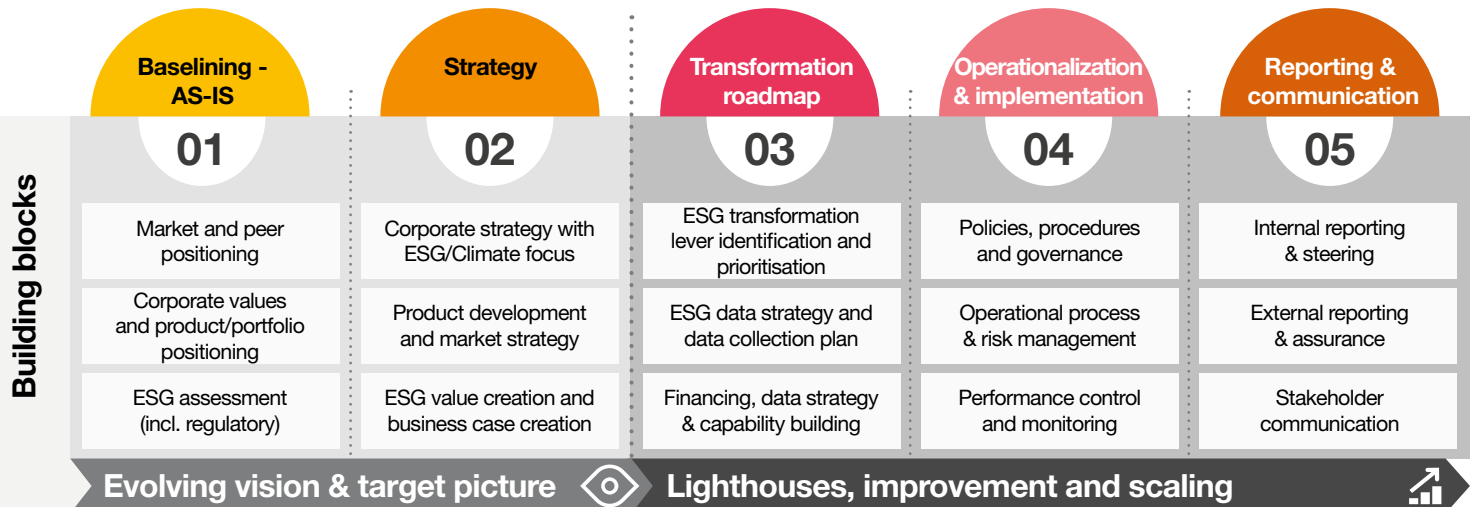 Baselining -
AS-IS
Strategy
Transformation
roadmap
Operationalization
& implementation
Reporting &
communication
01
02
03
04
05
Building blocks
Market and peer
positioning
Corporate strategy with
ESG/Climate focus
ESG transformation
lever identification and
prioritisation
Policies, procedures
and governance
Internal reporting
& steering
Corporate values
and product/portfolio
positioning
Product development
and market strategy
ESG data strategy and
data collection plan
Operational process
& risk management
External reporting
& assurance
ESG assessment
(incl. regulatory)
ESG value creation and
business case creation
Financing, data strategy
& capability building
Performance control
and monitoring
Stakeholder
communication
Evolving vision & target picture
Lighthouses, improvement and scaling